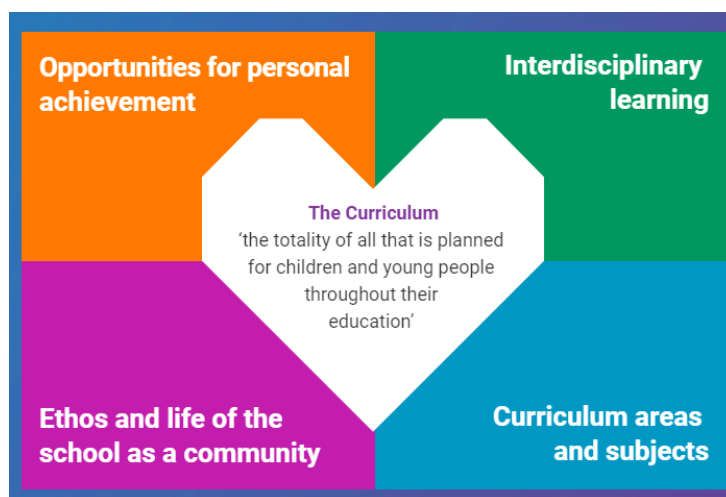 Opportunities for personal
achievement
Interdisciplinary
learning
The Curriculum
‘the totality of all that is planned
for children and young people
throughout their
education’
Ethos and life of the
school as a community
Curriculum areas
and subjects